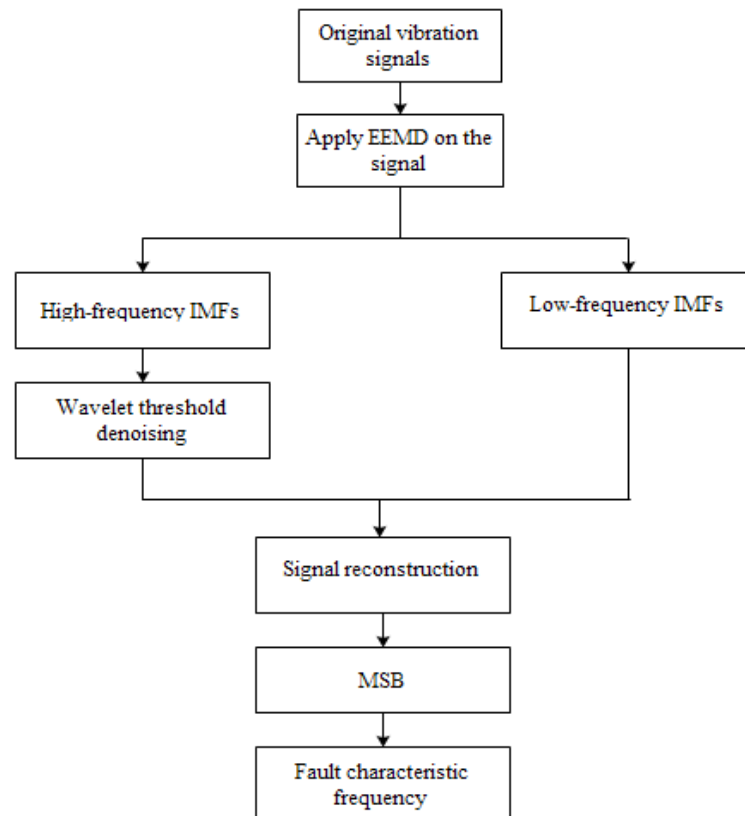 Original vibration
signals
Apply EEMD on the
signal
High-frequency IMFs
Low-frequency IMFs
Wavelet threshold
denoising
Signal reconstruction
MSB
Fault characteristic
frequency